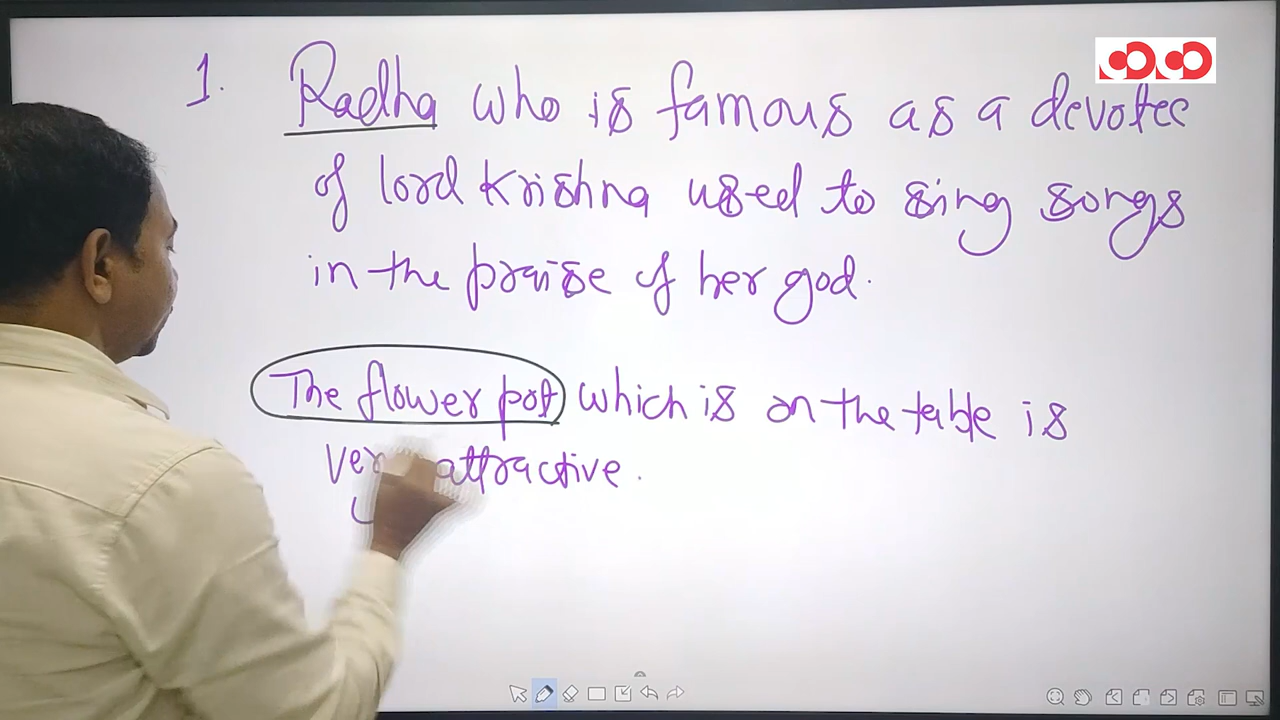 1. Radha who is famous as a devotee
of lord Krishna used to sing songs
in the praise of her god.
The flower pot which is on the table is
very attractive.